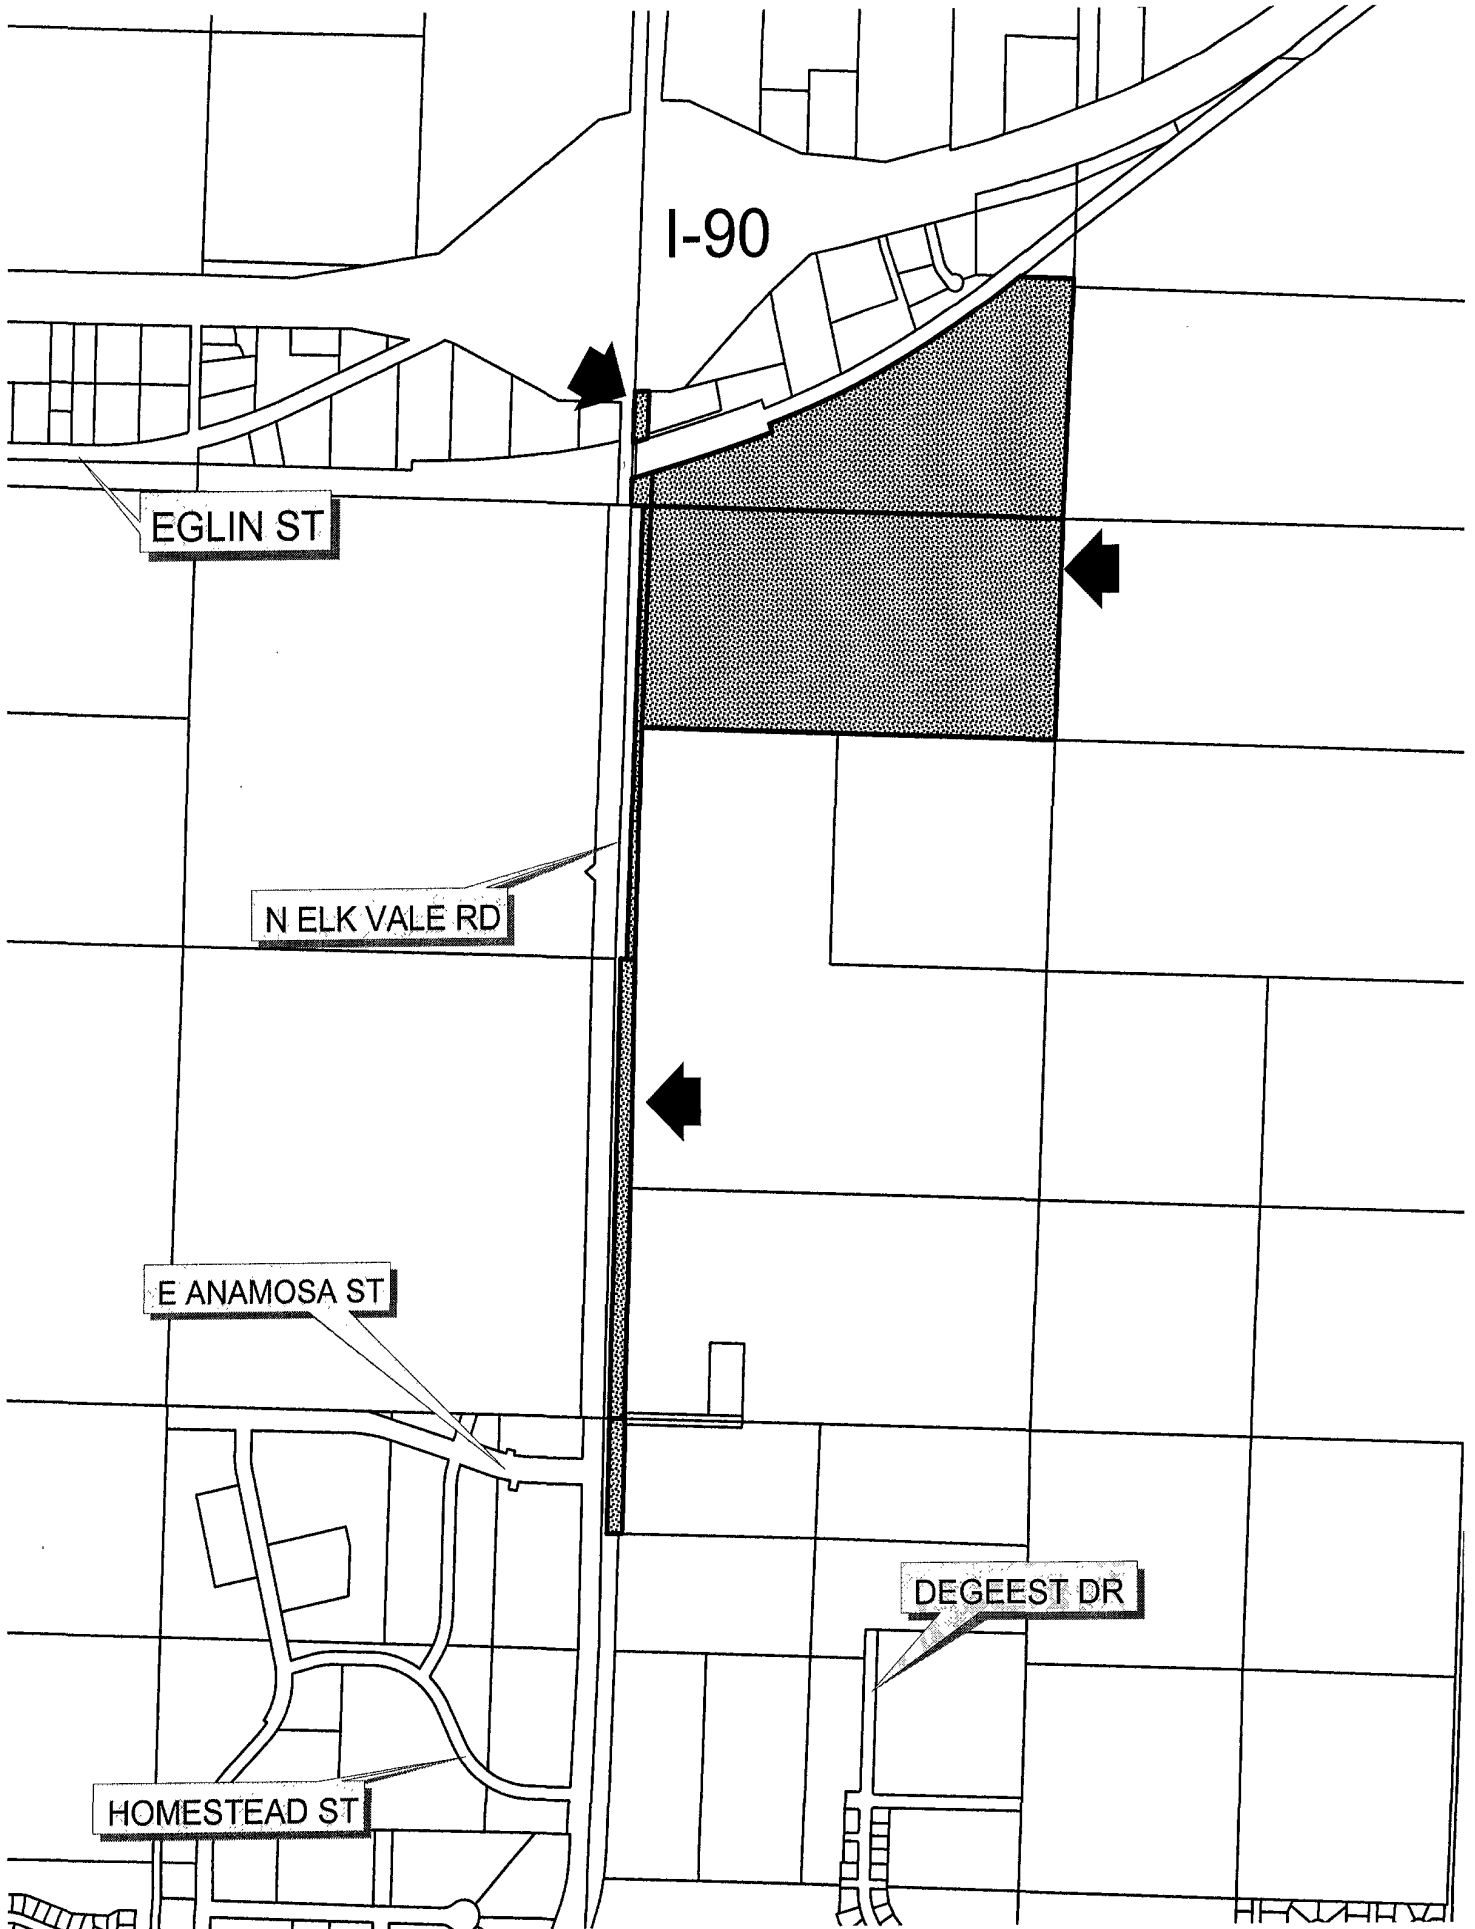 I-90
EGLIN ST
N ELK VALE RD
E ANAMOSA ST
DEGEEST DR
HOMESTEAD ST